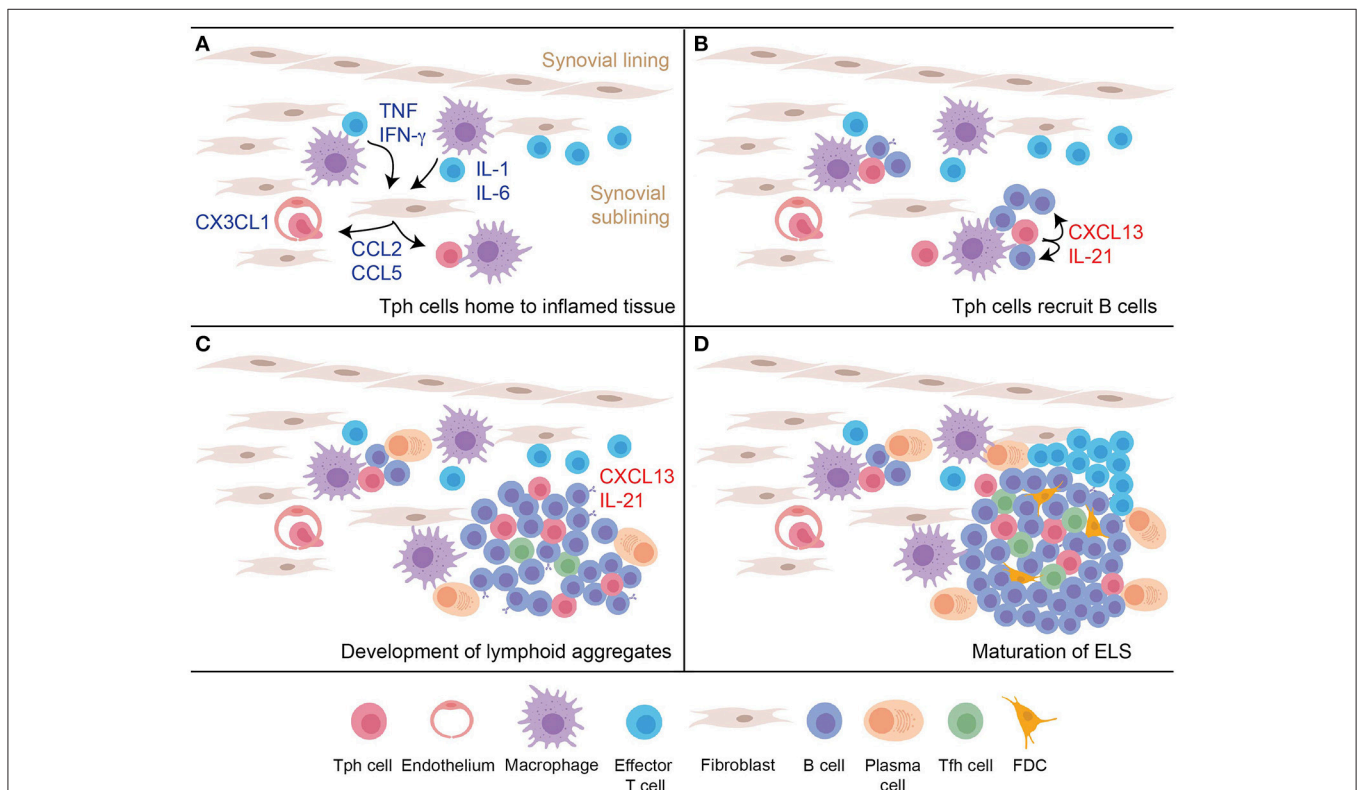 A
Synovial lining
TNF
IFN-γ
IL-1
IL-6
Synovial
sublining
CX3CL1
CCL2
CCL5
Tph cells home to inflamed tissue
B
CXCL13
IL-21
Tph cells recruit B cells
C
CXCL13
IL-21
Development of lymphoid aggregates
D
Maturation of ELS
Tph cell
Endothelium
Macrophage
Effector
T cell
Fibroblast
B cell
Plasma
cell
Tfh cell
FDC